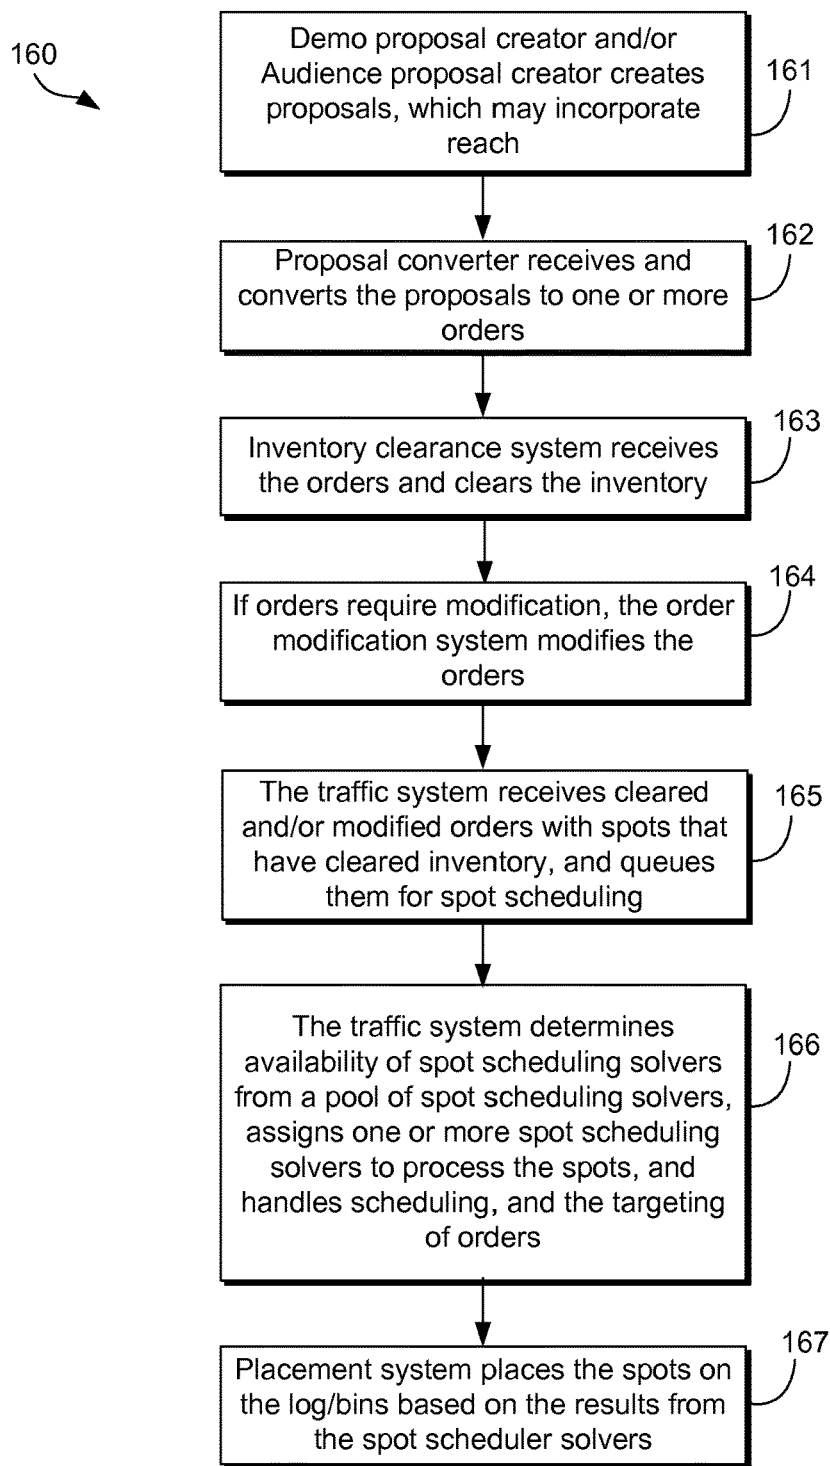 160
Demo proposal creator and/or
Audience proposal creator creates
proposals, which may incorporate
reach
161
Proposal converter receives and
converts the proposals to one or more
orders
162
Inventory clearance system receives
the orders and clears the inventory
163
If orders require modification, the order
modification system modifies the
orders
164
The traffic system receives cleared
and/or modified orders with spots that
have cleared inventory, and queues
them for spot scheduling
165
The traffic system determines
availability of spot scheduling solvers
from a pool of spot scheduling solvers,
assigns one or more spot scheduling
solvers to process the spots, and
handles scheduling, and the targeting
of orders
166
Placement system places the spots on
the log/bins based on the results from
the spot scheduler solvers
167